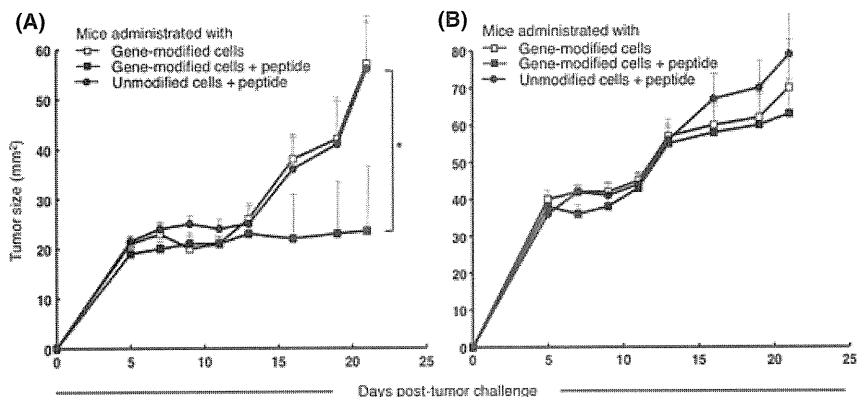 (A)
Mice administrated with
Gene-modified cells
Gene-modified cells + peptide
Unmodified cells + peptide
60
50
40
30
20
10
0
Tumor size (mm²)
*
0 5 10 15 20 25
(B)
Mice administrated with
Gene-modified cells
Gene-modified cells + peptide
Unmodified cells + peptide
80
70
60
50
40
30
20
10
0
0 5 10 15 20 25
Days post-tumor challenge